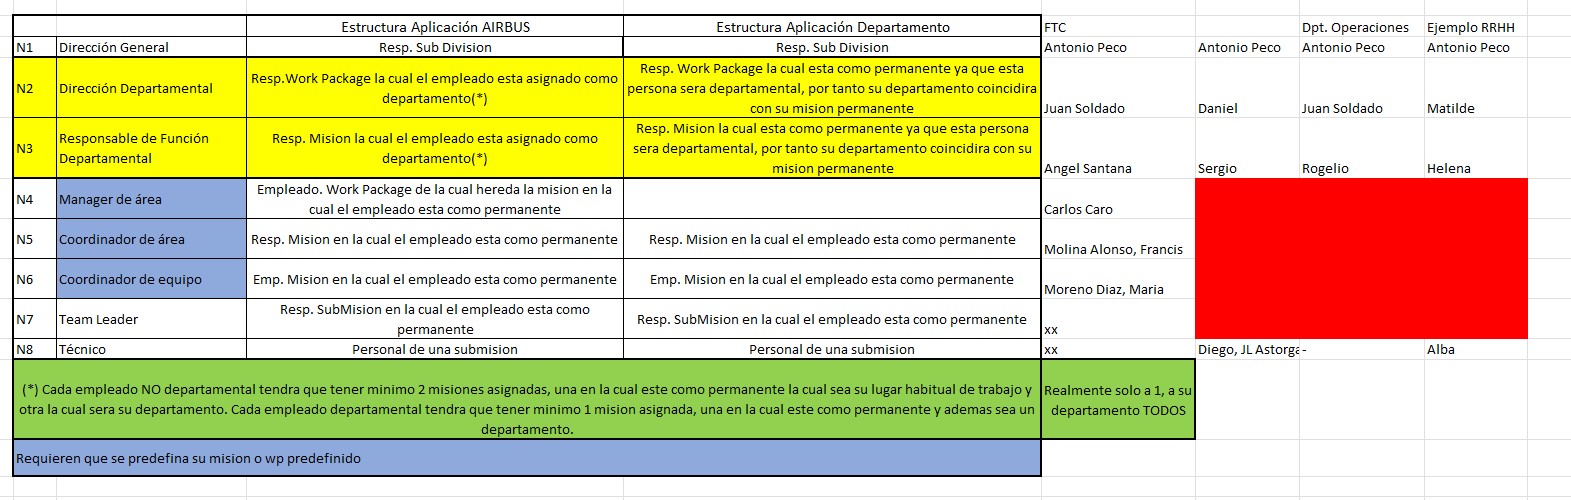 Estructura Aplicación AIRBUS
Estructura Aplicación Departamento
FTC
Dpt. Operaciones
Ejemplo RRHH
N1
Dirección General
Resp. Sub Division
Resp. Sub Division
Antonio Peco
Antonio Peco
Antonio Peco
Antonio Peco
N2
Dirección Departamental
Resp.Work Package la cual el empleado esta asignado como
departamento(*)
Resp. Work Package la cual esta como permanente ya que esta
persona sera departamental, por tanto su departamento coincidira
con su mision permanente
Juan Soldado
Daniel
Juan Soldado
Matilde
N3
Responsable de Función
Departamental
Resp. Mision la cual el empleado esta asignado como
departamento(*)
Resp. Mision la cual esta como permanente ya que esta persona
sera departamental, por tanto su departamento coincidira con su
mision permanente
Angel Santana
Sergio
Rogelio
Helena
N4
Manager de área
Empleado. Work Package de la cual hereda la mision en la
cual el empleado esta como permanente
Carlos Caro
N5
Coordinador de área
Resp. Mision en la cual el empleado esta como permanente
Resp. Mision en la cual el empleado esta como permanente
Molina Alonso, Francis
N6
Coordinador de equipo
Emp. Mision en la cual el empleado esta como permanente
Emp. Mision en la cual el empleado esta como permanente
Moreno Diaz, Maria
N7
Team Leader
Resp. SubMision en la cual el empleado esta como
permanente
Resp. SubMision en la cual el empleado esta como permanente
xx
N8
Técnico
Personal de una submision
Personal de una submision
xx
Diego, JL Astorga
-
Alba
(*) Cada empleado NO departamental tendra que tener minimo 2 misiones asignadas, una en la cual este como permanente la cual sea su lugar habitual de trabajo y
otra la cual sera su departamento. Cada empleado departamental tendra que tener minimo 1 mision asignada, una en la cual este como permanente y ademas sea un
departamento.
Realmente solo a 1, a su
departamento TODOS
Requieren que se predefina su mision o wp predefinido